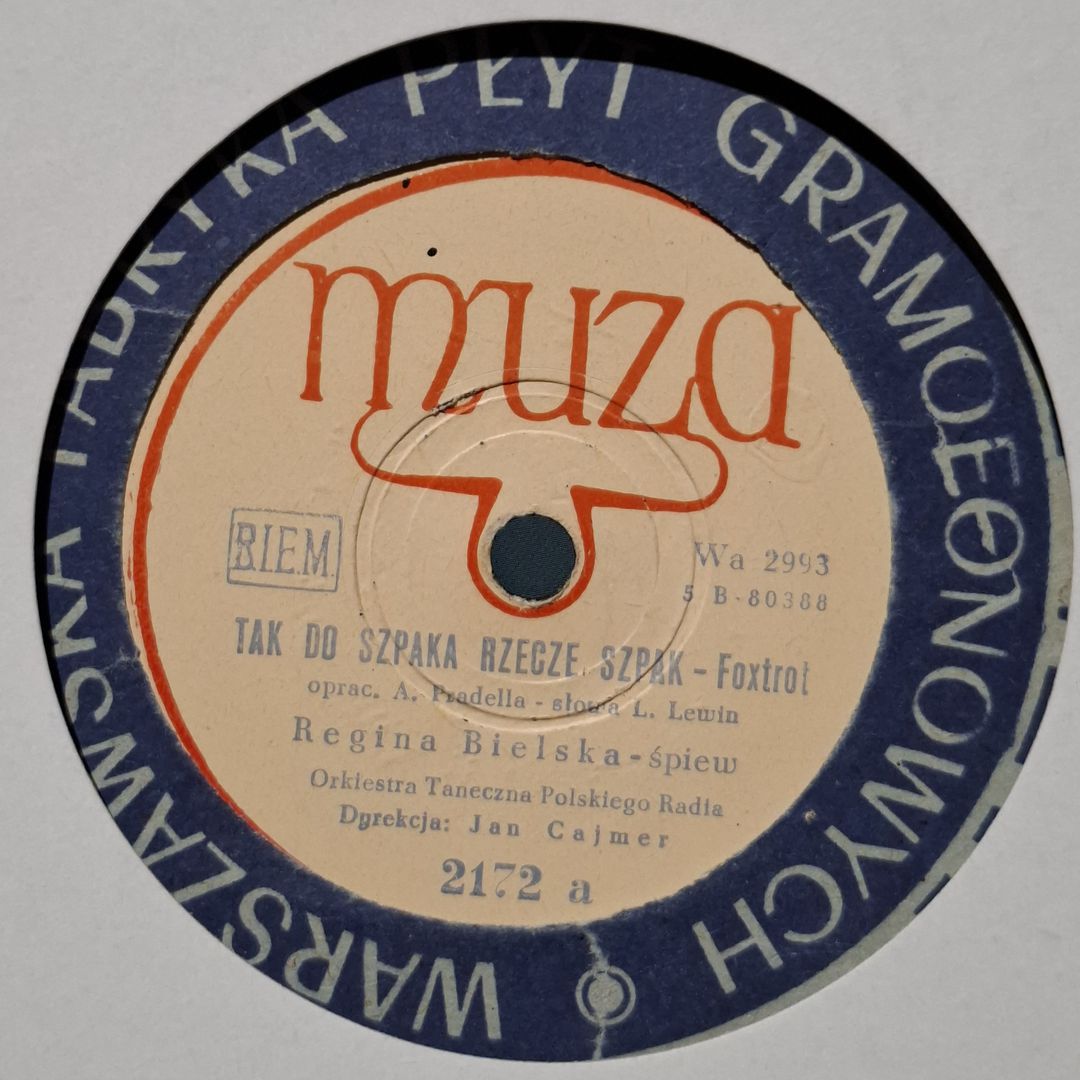 WARSZAWSKA FABRYKA PŁYT GRAMOFONOWYCH
muza
B.I.E.M.
Wa 2993
5 B-80388
TAK DO SZPAKA RZECZE SZPAK - Foxtrot
oprac. A. Pradella - słowa L. Lewin
Regina Bielska - śpiew
Orkiestra Taneczna Polskiego Radia
Dyrekcja: Jan Cajmer
2172 a